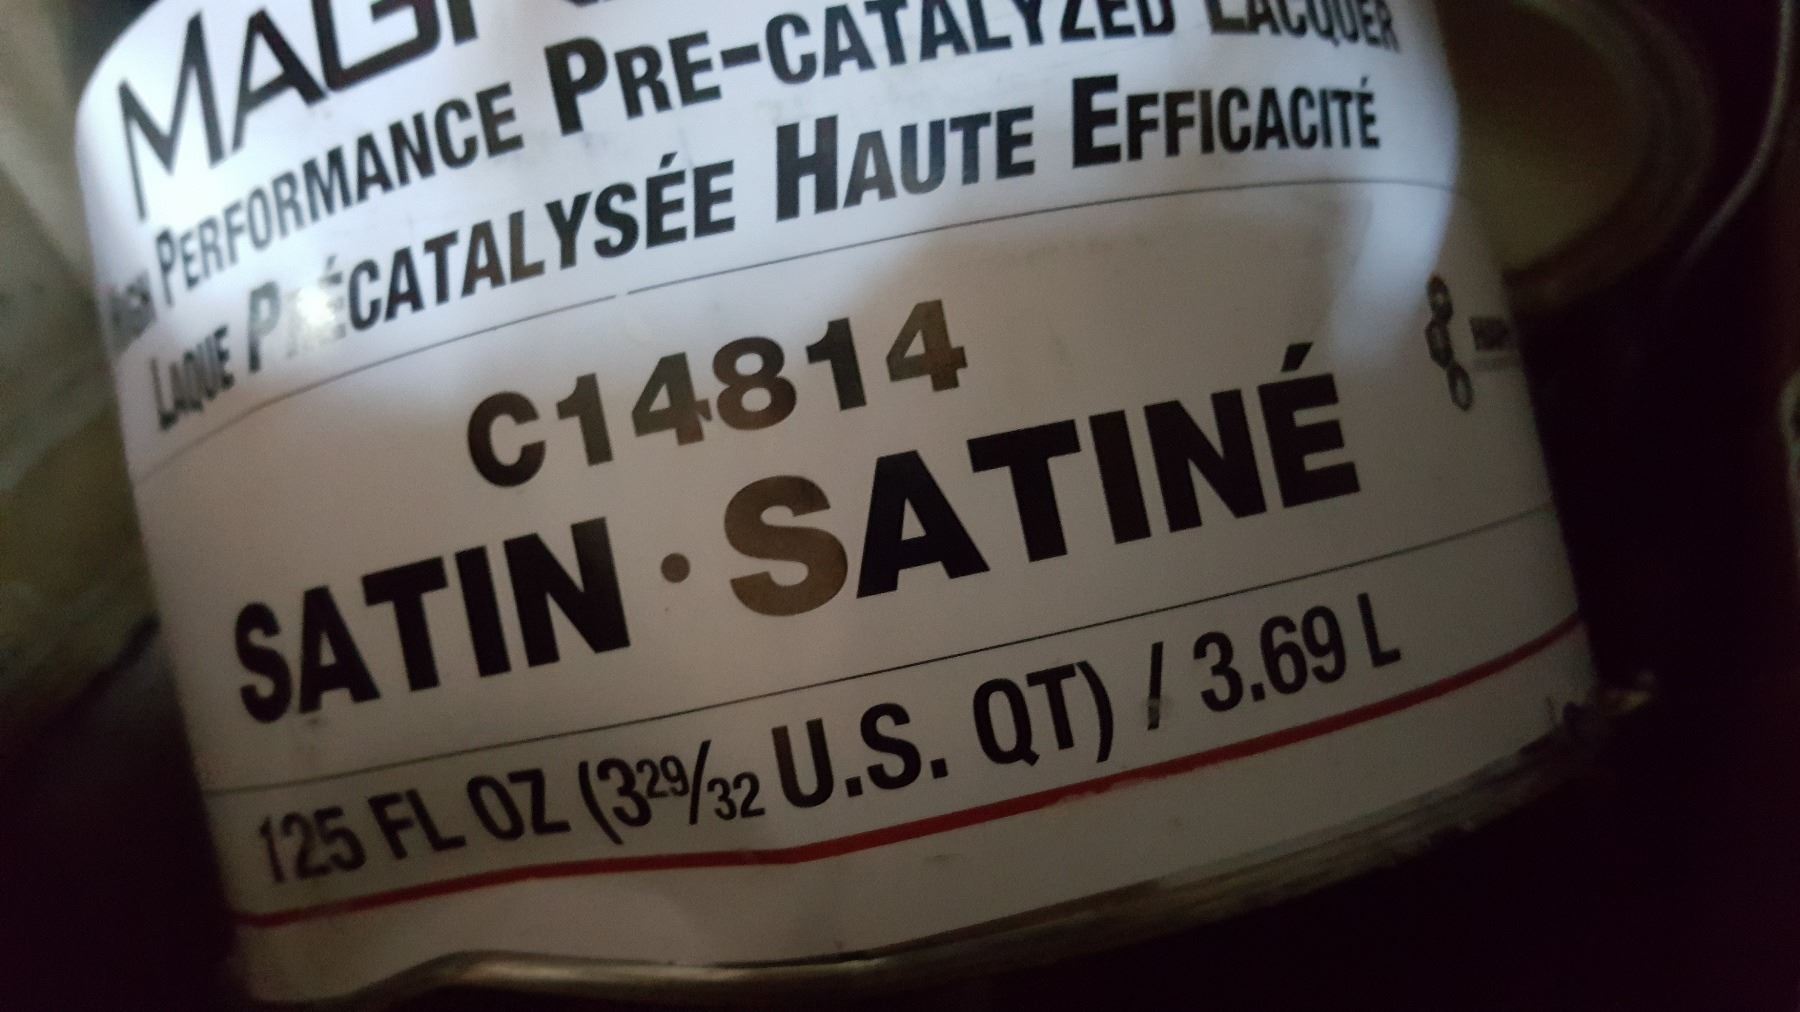 HIGH PERFORMANCE PRE-CATALYZED LACQUER
LAQUE PRÉCATALYSÉE HAUTE EFFICACITÉ
C14814
SATIN · SATINÉ
125 FL OZ (3 29/32 U.S. QT) / 3.69 L